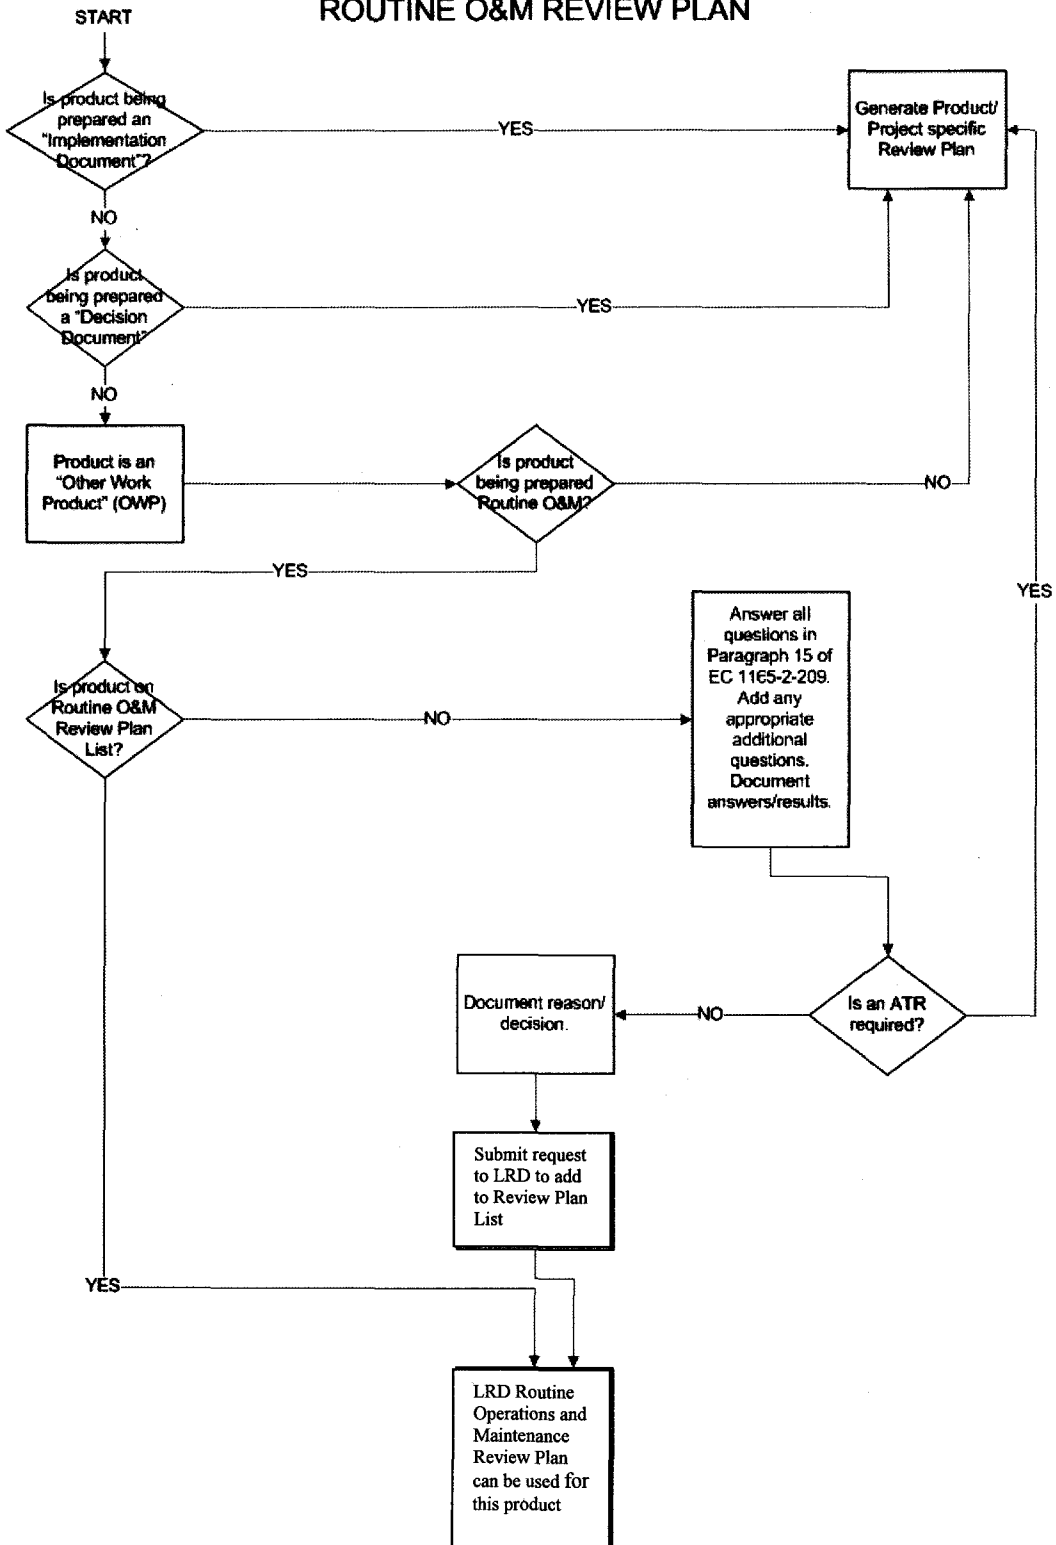 ROUTINE O&M REVIEW PLAN
START
Is product being
prepared an
"Implementation
Document"?
YES
Generate Product/
Project specific
Review Plan
NO
Is product
being prepared
a "Decision
Document"
YES
NO
Product is an
"Other Work
Product" (OWP)
Is product
being prepared
Routine O&M?
NO
YES
YES
Answer all
questions in
Paragraph 15 of
EC 1165-2-209.
Add any
appropriate
additional
questions.
Document
answers/results.
Is product on
Routine O&M
Review Plan
List?
NO
Is an ATR
required?
NO
Document reason/
decision.
Submit request
to LRD to add
to Review Plan
List
YES
LRD Routine
Operations and
Maintenance
Review Plan
can be used for
this product